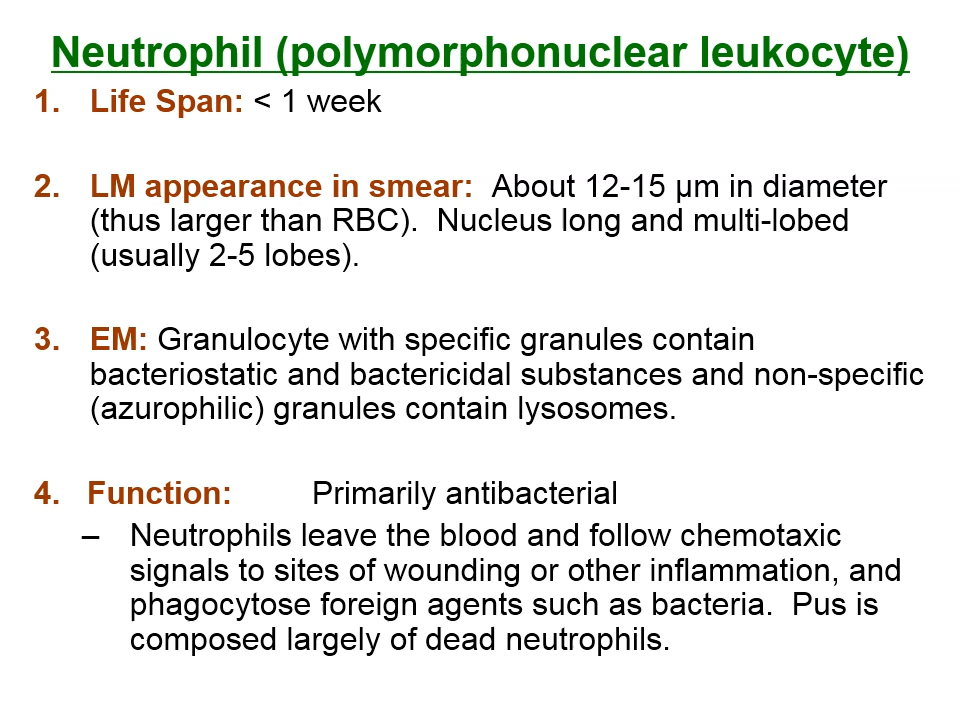 Neutrophil (polymorphonuclear leukocyte)
1. Life Span: < 1 week
2. LM appearance in smear: About 12-15 µm in diameter
(thus larger than RBC). Nucleus long and multi-lobed
(usually 2-5 lobes).
3. EM: Granulocyte with specific granules contain
bacteriostatic and bactericidal substances and non-specific
(azurophilic) granules contain lysosomes.
4. Function: Primarily antibacterial
– Neutrophils leave the blood and follow chemotaxic
signals to sites of wounding or other inflammation, and
phagocytose foreign agents such as bacteria. Pus is
composed largely of dead neutrophils.